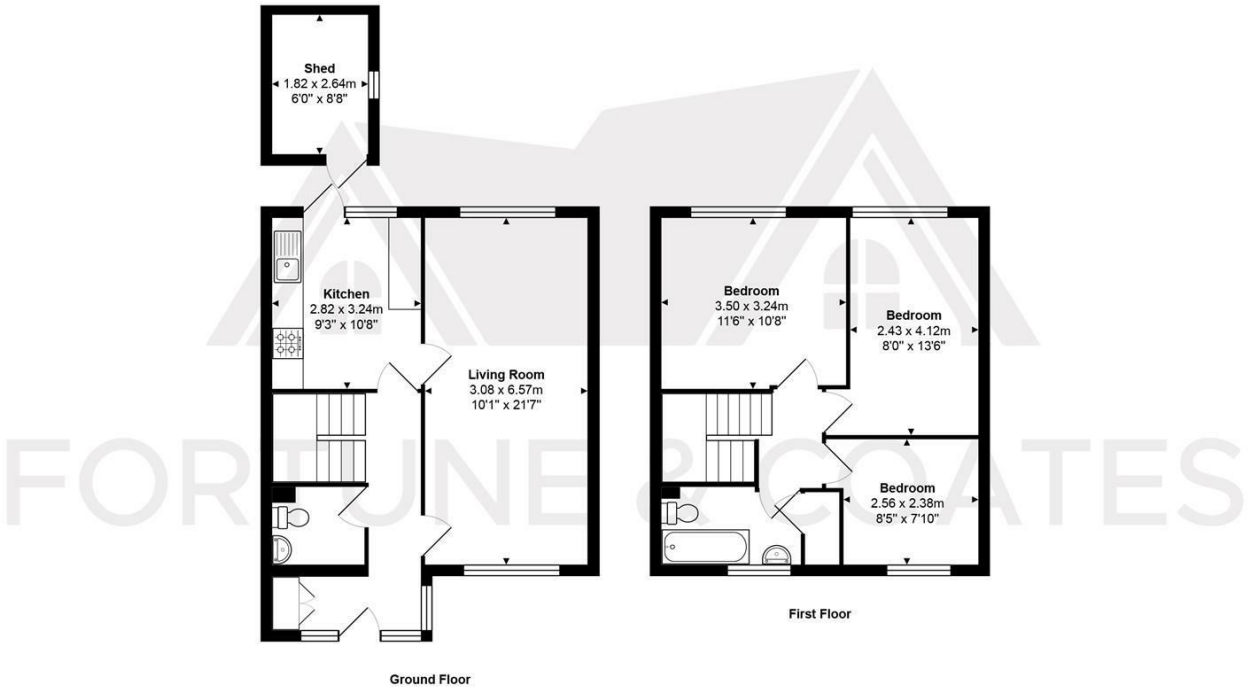 Shed
1.82 x 2.64m
6'0" x 8'8"
Kitchen
2.82 x 3.24m
9'3" x 10'8"
Living Room
3.08 x 6.57m
10'1" x 21'7"
Ground Floor
Bedroom
3.50 x 3.24m
11'6" x 10'8"
Bedroom
2.43 x 4.12m
8'0" x 13'6"
Bedroom
2.56 x 2.38m
8'5" x 7'10"
First Floor
FORTUNE & COATES